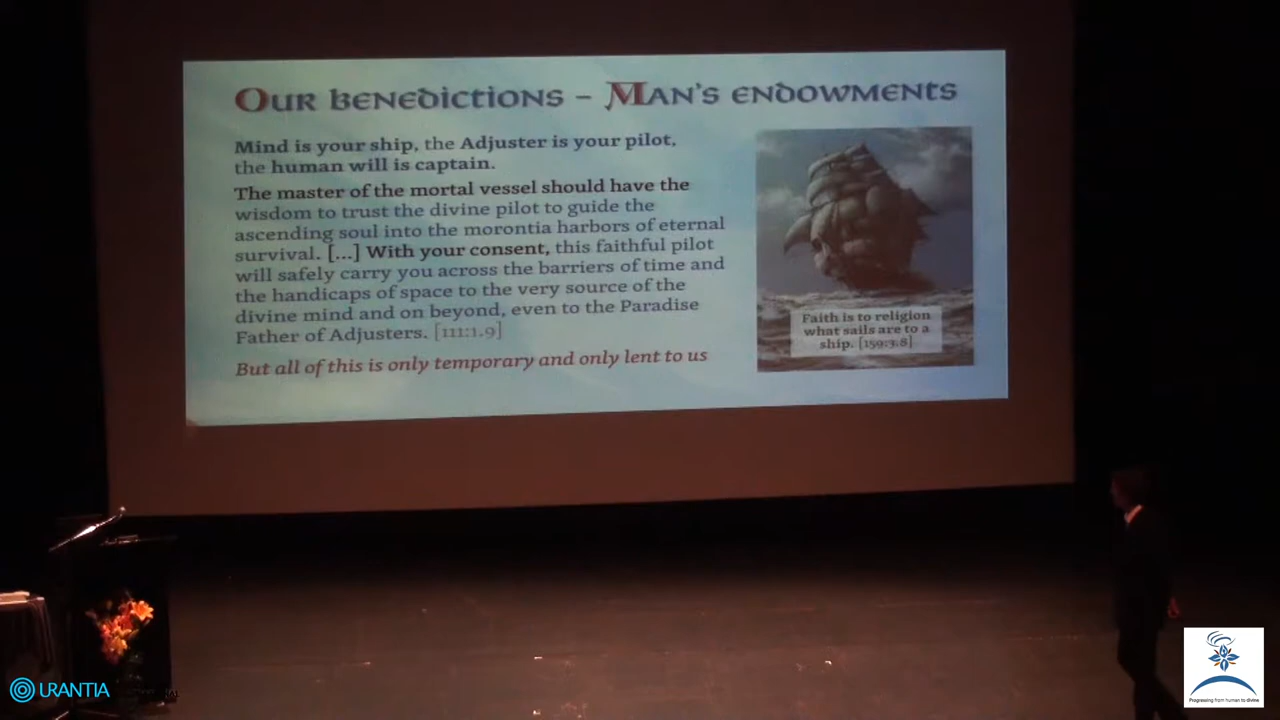 Our benedictions – Man's endowments
Mind is your ship, the Adjuster is your pilot,
the human will is captain.
The master of the mortal vessel should have the
wisdom to trust the divine pilot to guide the
ascending soul into the morontia harbors of eternal
survival. [...] With your consent, this faithful pilot
will safely carry you across the barriers of time and
the handicaps of space to the very source of the
divine mind and on beyond, even to the Paradise
Father of Adjusters. [111:1.9]
But all of this is only temporary and only lent to us
Faith is to religion
what sails are to a
ship. [159:3.8]
URANTIA
Progressing from human to divine